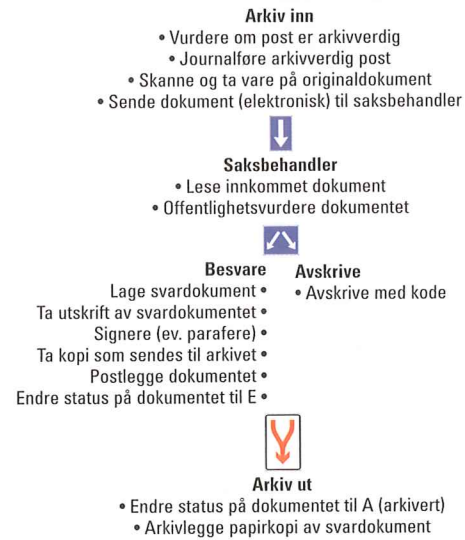 Arkiv inn
• Vurdere om post er arkivverdig
• Journalføre arkivverdig post
• Skanne og ta vare på originaldokument
• Sende dokument (elektronisk) til saksbehandler
Saksbehandler
• Lese innkommet dokument
• Offentlighetsvurdere dokumentet
Besvare
Lage svardokument •
Ta utskrift av svardokumentet •
Signere (ev. parafere) •
Ta kopi som sendes til arkivet •
Postlegge dokumentet •
Endre status på dokumentet til E •
Avskrive
• Avskrive med kode
Arkiv ut
• Endre status på dokumentet til A (arkivert)
• Arkivlegge papirkopi av svardokument